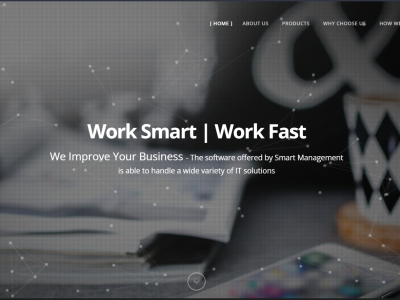 [ HOME ] ABOUT US PRODUCTS WHY CHOOSE US HOW WE
Work Smart | Work Fast
We Improve Your Business - The software offered by Smart Management
is able to handle a wide variety of IT solutions